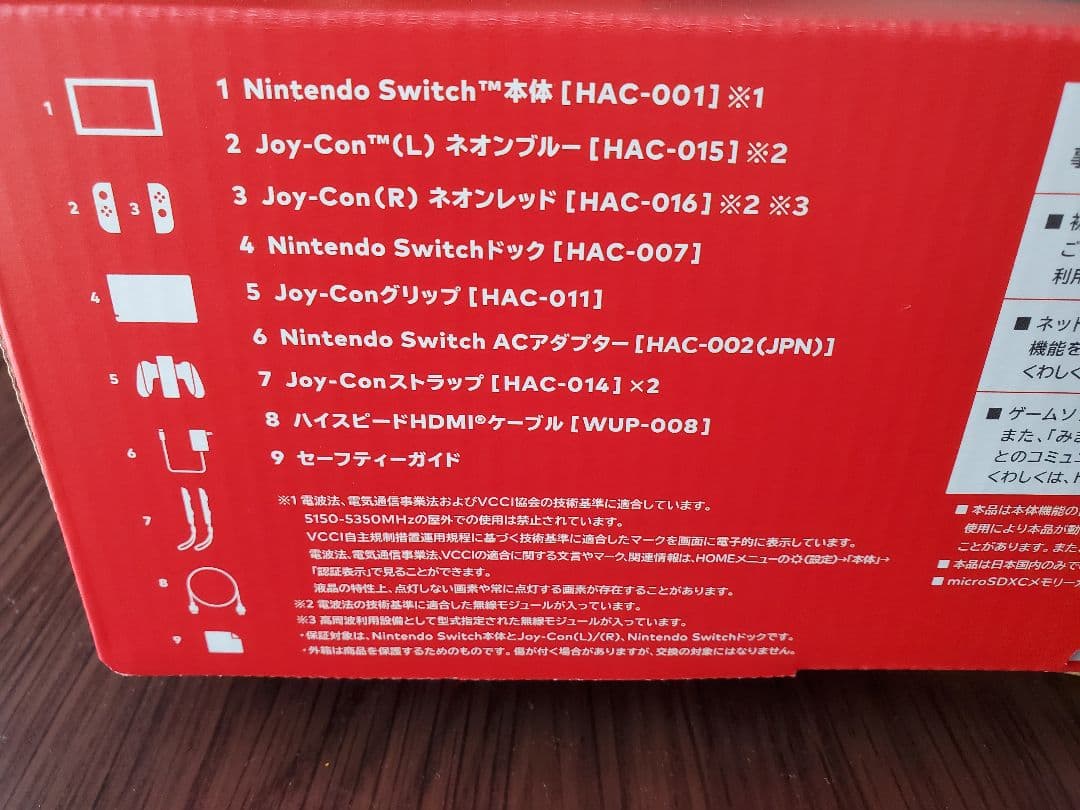 1 Nintendo Switch™本体 [HAC-001] ※1
2 Joy-Con™(L) ネオンブルー [HAC-015] ※2
3 Joy-Con(R) ネオンレッド [HAC-016] ※2 ※3
4 Nintendo Switchドック [HAC-007]
5 Joy-Conグリップ [HAC-011]
6 Nintendo Switch ACアダプター [HAC-002(JPN)]
7 Joy-Conストラップ [HAC-014] ×2
8 ハイスピードHDMI®ケーブル [WUP-008]
9 セーフティーガイド
※1 電波法、電気通信事業法およびVCCI協会の技術基準に適合しています。
5150-5350MHzの屋外での使用は禁止されています。
VCCI自主規制措置運用規程に基づく技術基準に適合したマークを画面に電子的に表示しています。
電波法、電気通信事業法、VCCIの適合に関する文言やマーク、関連情報は、HOMEメニューの(設定)→「本体」→
「認証表示」で見ることができます。
液晶の特性上、点灯しない画素や常に点灯する画素が存在することがあります。
※2 電波法の技術基準に適合した無線モジュールが入っています。
※3 高周波利用設備として型式指定された無線モジュールが入っています。
・保証対象は、Nintendo Switch本体とJoy-Con(L)/(R)、Nintendo Switchドックです。
・外箱は商品を保護するためのものです。傷が付く場合がありますが、交換の対象にはなりません。
1
2
3
4
5
6
7
8
9
■
ご
利用
■ ネット
機能を
くわしく
■ ゲームソ
また、「みま
とのコミュニ
くわしくは、H
■ 本品は本体機能の
使用により本品が動
ことがあります。また
■ 本品は日本国内のみで
■ microSDXCメモリーカ